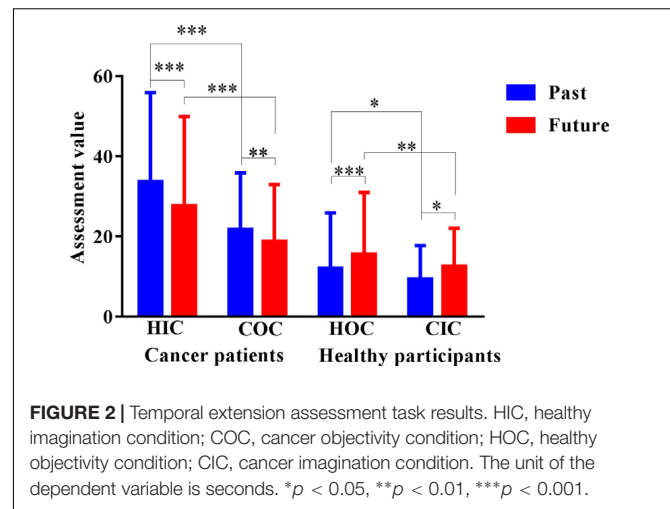 ***
60
*** ***
Past
*
Future
40
** **
***
*
Assessment value
20
0
HIC COC HOC CIC
Cancer patients Healthy participants
FIGURE 2 | Temporal extension assessment task results. HIC, healthy
imagination condition; COC, cancer objectivity condition; HOC, healthy
objectivity condition; CIC, cancer imagination condition. The unit of the
dependent variable is seconds. *p < 0.05, **p < 0.01, ***p < 0.001.